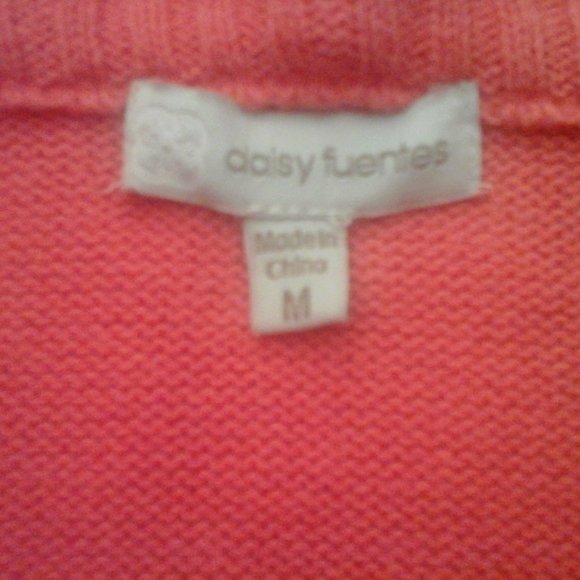 daisy fuentes
Made In
China
M